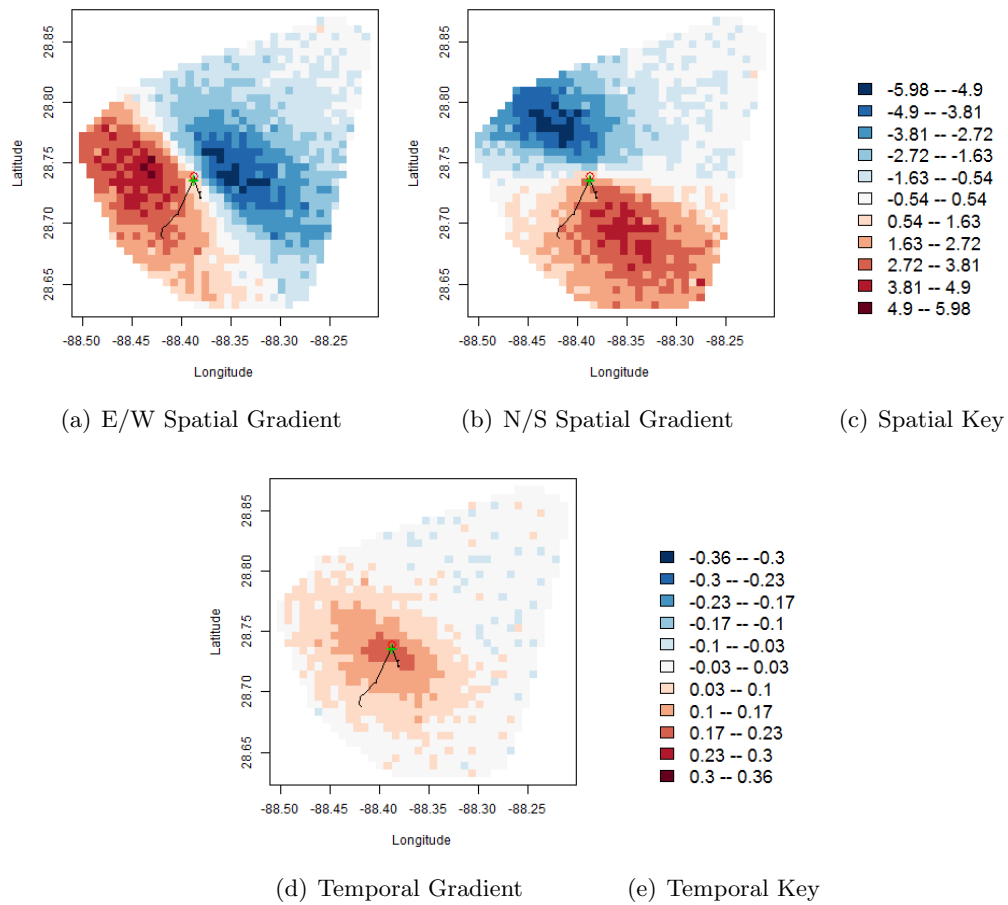 28.65 28.70 28.75 28.80 28.85
Latitude
-88.50 -88.45 -88.40 -88.35 -88.30 -88.25
Longitude
(a) E/W Spatial Gradient
28.65 28.70 28.75 28.80 28.85
Latitude
-88.50 -88.45 -88.40 -88.35 -88.30 -88.25
Longitude
(b) N/S Spatial Gradient
-5.98 -- -4.9
-4.9 -- -3.81
-3.81 -- -2.72
-2.72 -- -1.63
-1.63 -- -0.54
-0.54 -- 0.54
0.54 -- 1.63
1.63 -- 2.72
2.72 -- 3.81
3.81 -- 4.9
4.9 -- 5.98
(c) Spatial Key
28.65 28.70 28.75 28.80 28.85
Latitude
-88.50 -88.45 -88.40 -88.35 -88.30 -88.25
Longitude
(d) Temporal Gradient
-0.36 -- -0.3
-0.3 -- -0.23
-0.23 -- -0.17
-0.17 -- -0.1
-0.1 -- -0.03
-0.03 -- 0.03
0.03 -- 0.1
0.1 -- 0.17
0.17 -- 0.23
0.23 -- 0.3
0.3 -- 0.36
(e) Temporal Key